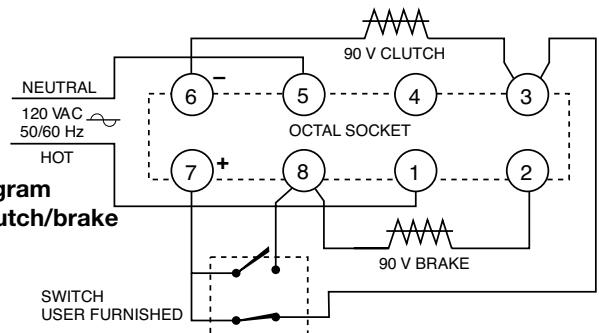 90 V CLUTCH
NEUTRAL
120 VAC
50/60 Hz
HOT
6 −
5
4
3
OCTAL SOCKET
7 +
8
1
2
gram
utch/brake
90 V BRAKE
SWITCH
USER FURNISHED